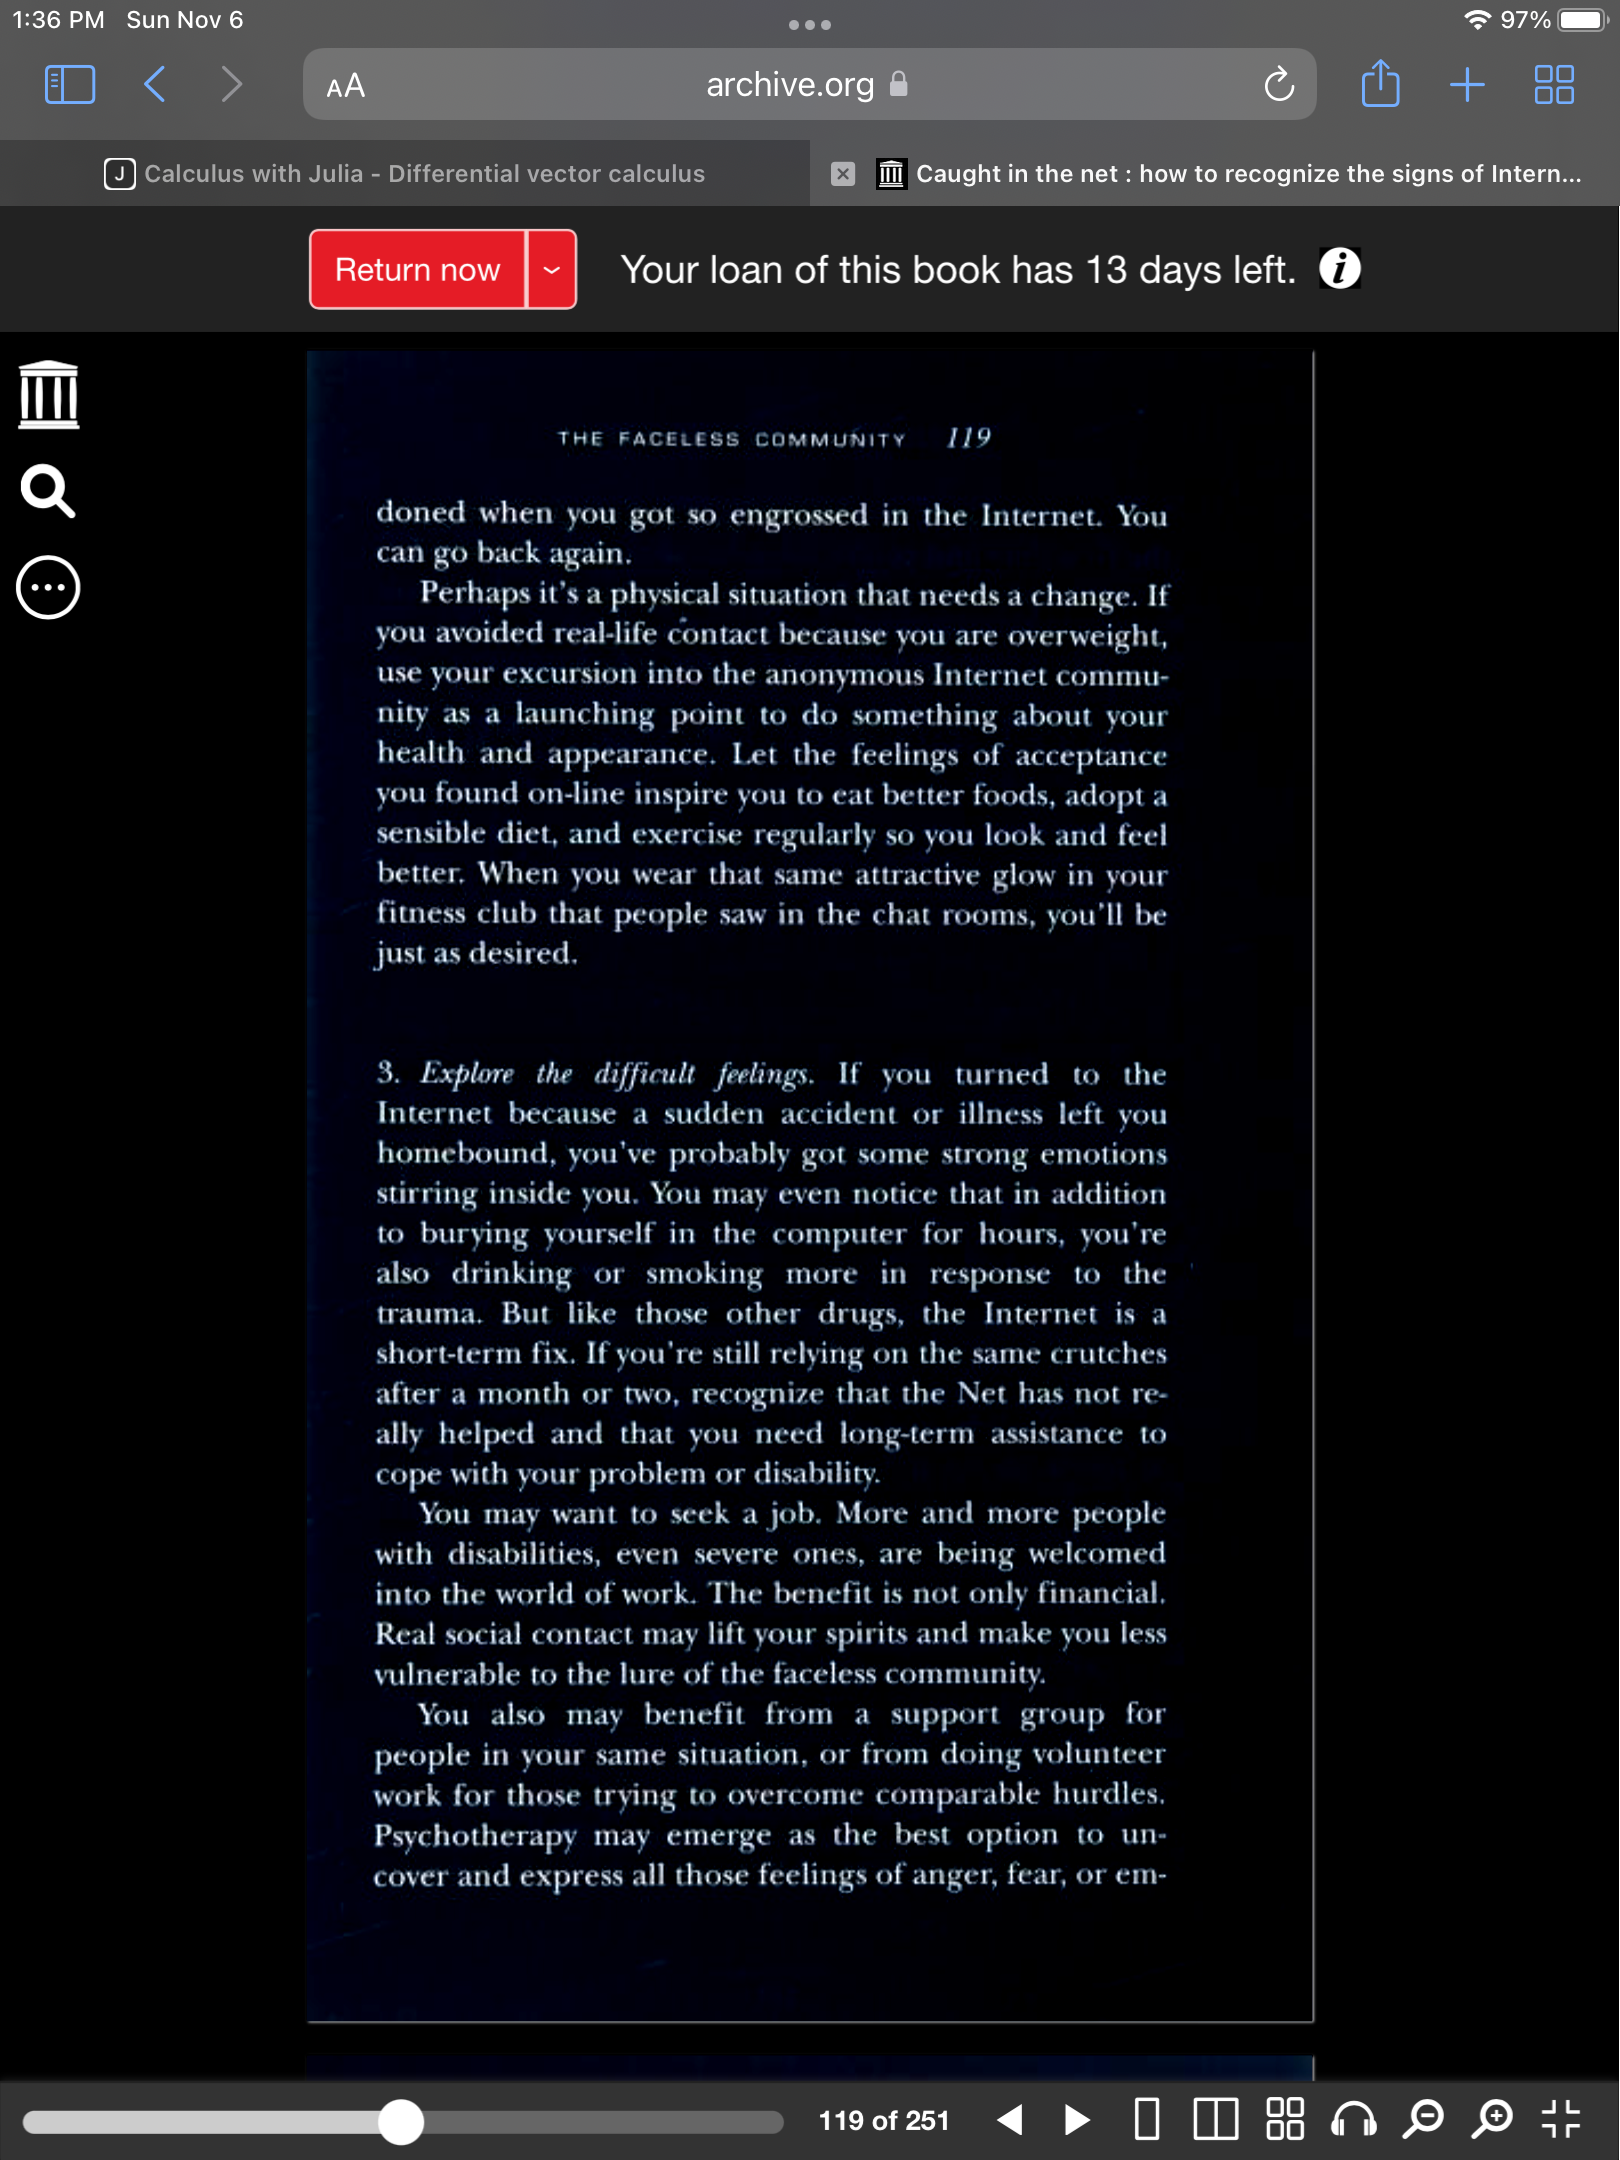 1:36 PM Sun Nov 6
97%
AA
archive.org
J Calculus with Julia - Differential vector calculus
Caught in the net : how to recognize the signs of Intern...
Return now
Your loan of this book has 13 days left.
THE FACELESS COMMUNITY 119
doned when you got so engrossed in the Internet. You
can go back again.
Perhaps it's a physical situation that needs a change. If
you avoided real-life contact because you are overweight,
use your excursion into the anonymous Internet commu-
nity as a launching point to do something about your
health and appearance. Let the feelings of acceptance
you found on-line inspire you to eat better foods, adopt a
sensible diet, and exercise regularly so you look and feel
better. When you wear that same attractive glow in your
fitness club that people saw in the chat rooms, you'll be
just as desired.
3. Explore the difficult feelings. If you turned to the
Internet because a sudden accident or illness left you
homebound, you've probably got some strong emotions
stirring inside you. You may even notice that in addition
to burying yourself in the computer for hours, you're
also drinking or smoking more in response to the
trauma. But like those other drugs, the Internet is a
short-term fix. If you're still relying on the same crutches
after a month or two, recognize that the Net has not re-
ally helped and that you need long-term assistance to
cope with your problem or disability.
You may want to seek a job. More and more people
with disabilities, even severe ones, are being welcomed
into the world of work. The benefit is not only financial.
Real social contact may lift your spirits and make you less
vulnerable to the lure of the faceless community.
You also may benefit from a support group for
people in your same situation, or from doing volunteer
work for those trying to overcome comparable hurdles.
Psychotherapy may emerge as the best option to un-
cover and express all those feelings of anger, fear, or em-
119 of 251